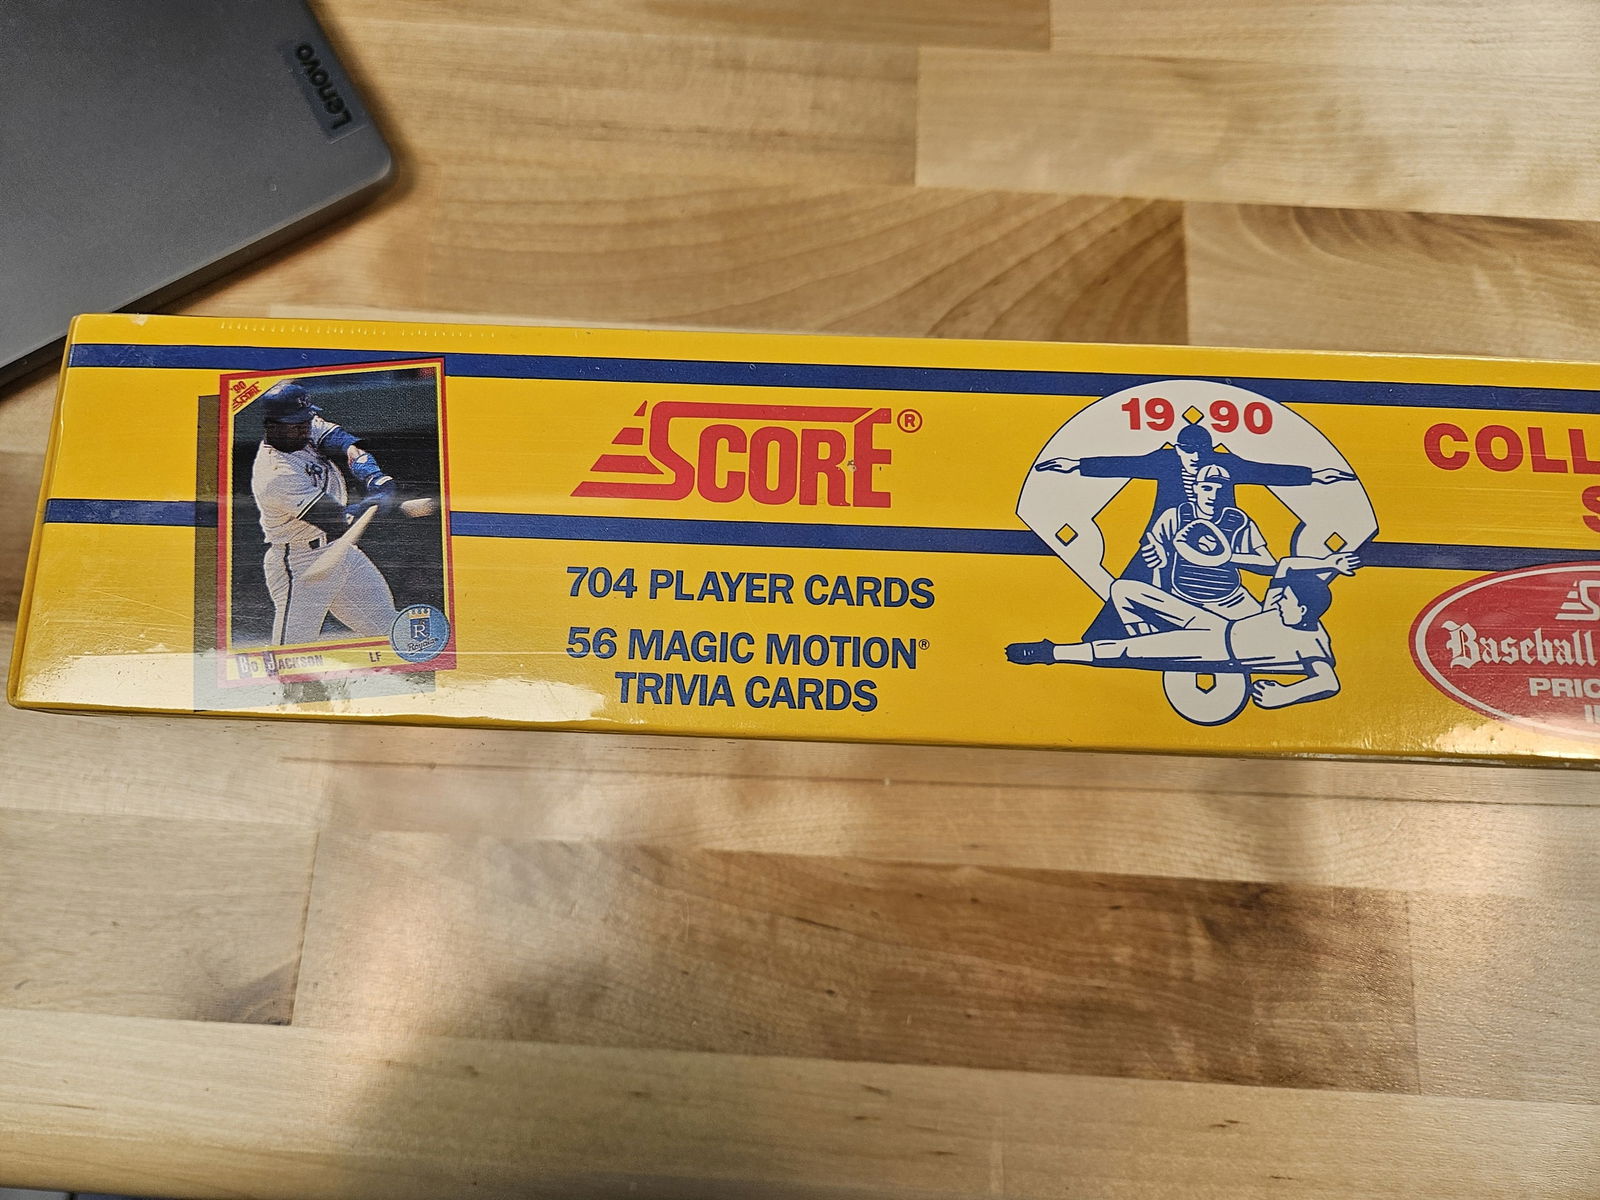 Lenovo
'90
SCORE
R
Royals
Bo Jackson LF
SCORE®
704 PLAYER CARDS
56 MAGIC MOTION®
TRIVIA CARDS
19 90
COLL
S
Baseball
PRIC